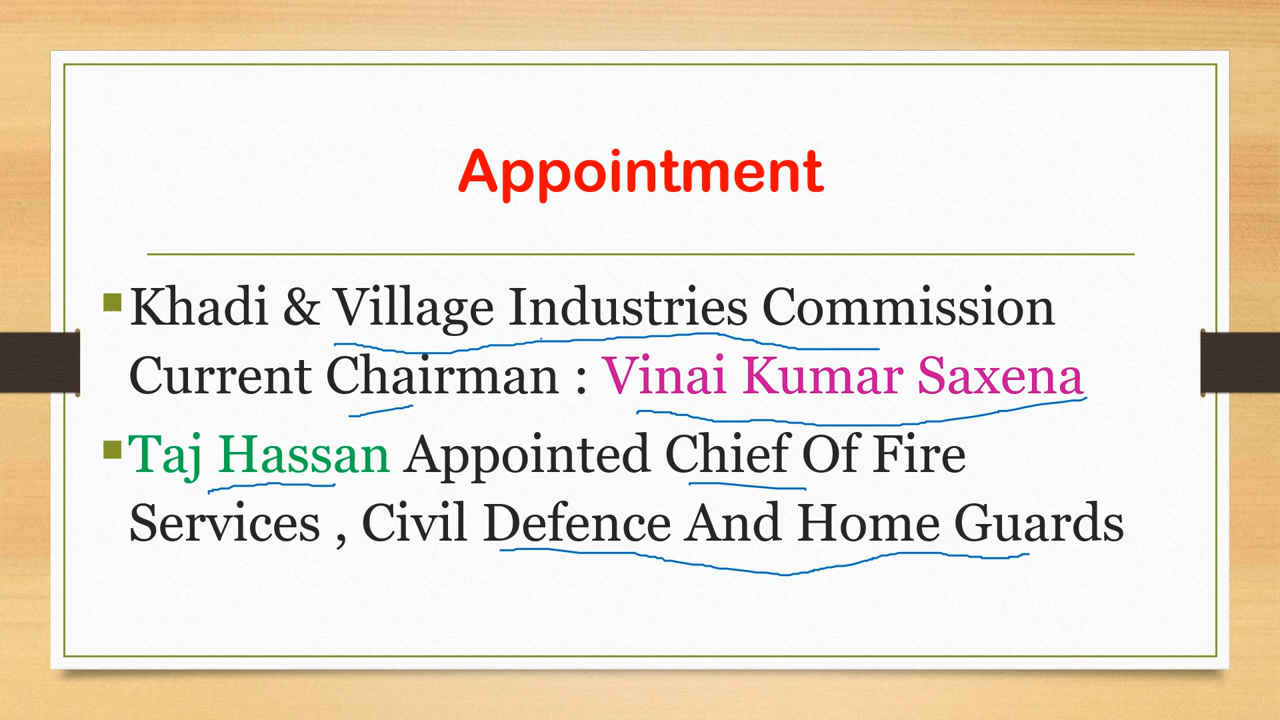 Appointment
Khadi & Village Industries Commission
Current Chairman : Vinai Kumar Saxena
Taj Hassan Appointed Chief Of Fire
Services , Civil Defence And Home Guards